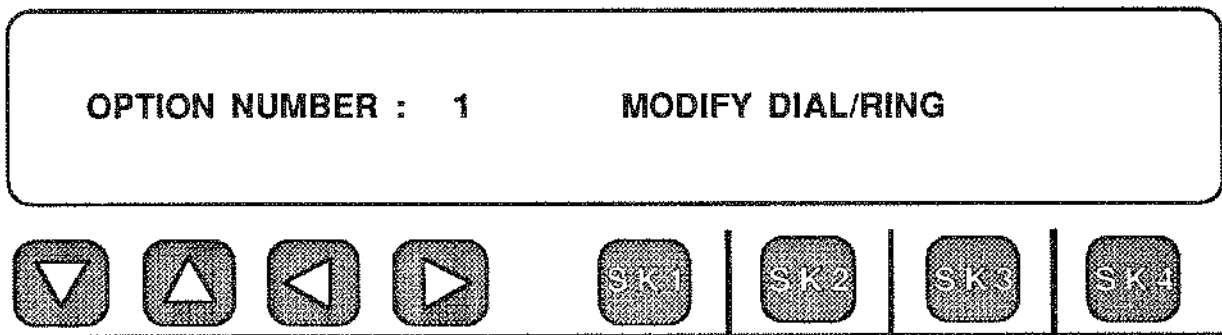 OPTION NUMBER : 1 MODIFY DIAL/RING
SK1 SK2 SK3 SK4